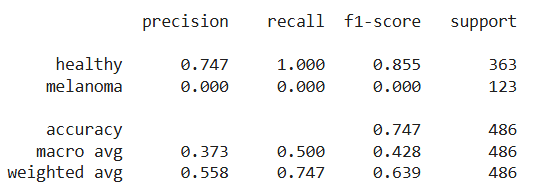 precision recall f1-score support
healthy 0.747 1.000 0.855 363
melanoma 0.000 0.000 0.000 123
accuracy 0.747 486
macro avg 0.373 0.500 0.428 486
weighted avg 0.558 0.747 0.639 486